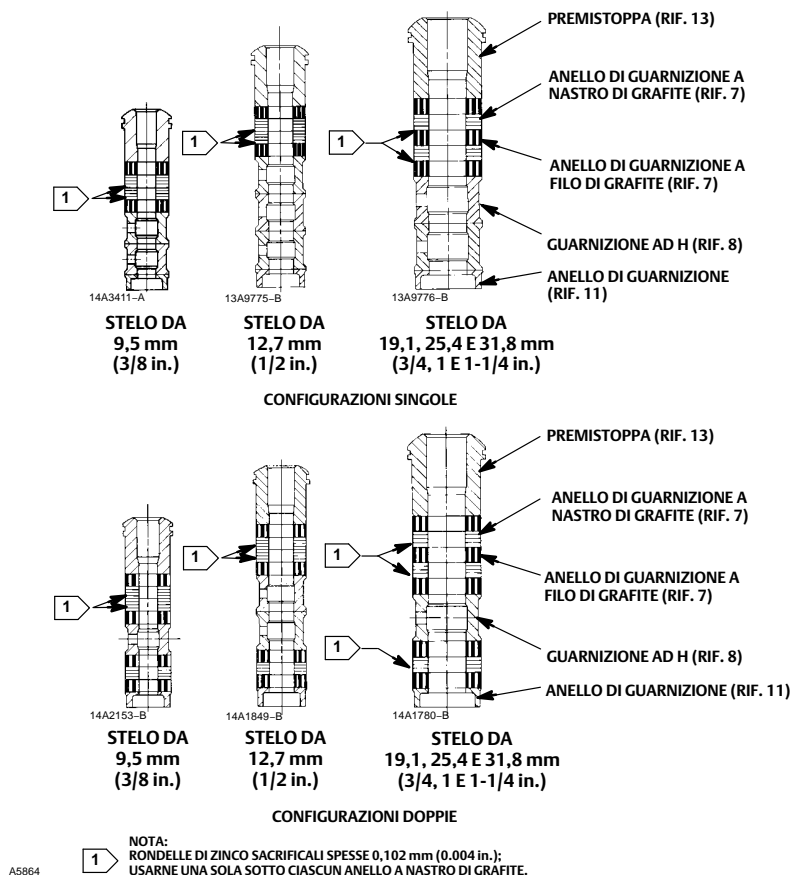 PREMISTOPPA (RIF. 13)
ANELLO DI GUARNIZIONE A
NASTRO DI GRAFITE (RIF. 7)
1
1
1
ANELLO DI GUARNIZIONE A
FILO DI GRAFITE (RIF. 7)
GUARNIZIONE AD H (RIF. 8)
ANELLO DI GUARNIZIONE
(RIF. 11)
14A3411-A
13A9775-B
13A9776-B
STELO DA
9,5 mm
(3/8 in.)
STELO DA
12,7 mm
(1/2 in.)
STELO DA
19,1, 25,4 E 31,8 mm
(3/4, 1 E 1-1/4 in.)
CONFIGURAZIONI SINGOLE
PREMISTOPPA (RIF. 13)
ANELLO DI GUARNIZIONE A
NASTRO DI GRAFITE (RIF. 7)
1
1
1
ANELLO DI GUARNIZIONE A
FILO DI GRAFITE (RIF. 7)
1
GUARNIZIONE AD H (RIF. 8)
ANELLO DI GUARNIZIONE (RIF. 11)
14A2153-B
14A1849-B
14A1780-B
STELO DA
9,5 mm
(3/8 in.)
STELO DA
12,7 mm
(1/2 in.)
STELO DA
19,1, 25,4 E 31,8 mm
(3/4, 1 E 1-1/4 in.)
CONFIGURAZIONI DOPPIE
NOTA:
1
RONDELLE DI ZINCO SACRIFICALI SPESSE 0,102 mm (0.004 in.);
USARNE UNA SOLA SOTTO CIASCUN ANELLO A NASTRO DI GRAFITE.
A5864